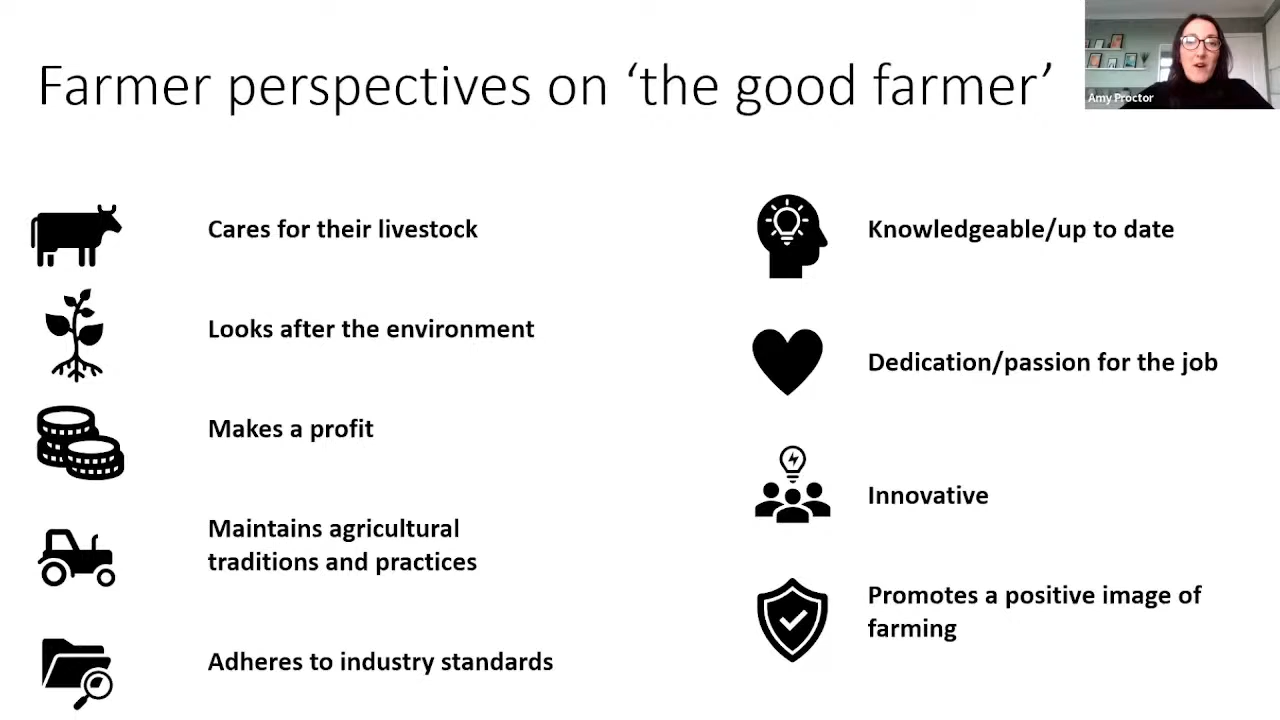 Farmer perspectives on ‘the good farmer’
Amy Proctor
Cares for their livestock
Looks after the environment
Makes a profit
Maintains agricultural
traditions and practices
Adheres to industry standards
Knowledgeable/up to date
Dedication/passion for the job
Innovative
Promotes a positive image of
farming